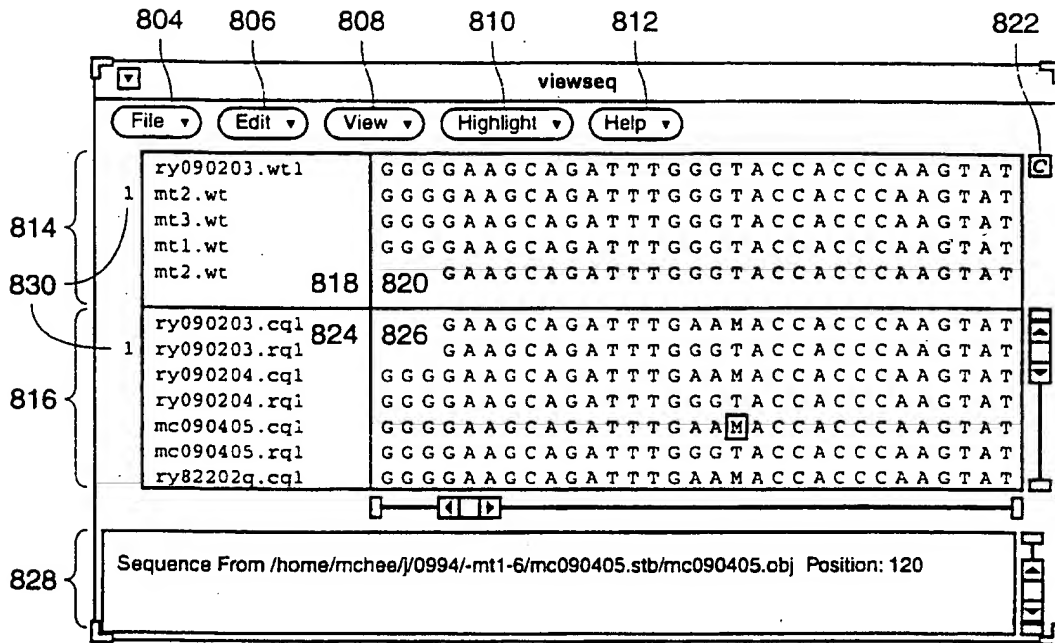 804 806 808 810 812 822
viewseq
File Edit View Highlight Help
ry090203.wt1 G G G G A A G C A G A T T T G G G T A C C A C C C A A G T A T C
1 mt2.wt G G G G A A G C A G A T T T G G G T A C C A C C C A A G T A T
814 mt3.wt G G G G A A G C A G A T T T G G G T A C C A C C C A A G T A T
mt1.wt G G G G A A G C A G A T T T G G G T A C C A C C C A A G T A T
830 mt2.wt 818 820 G A A G C A G A T T T G G G T A C C A C C C A A G T A T
ry090203.cq1 824 826 G A A G C A G A T T T G A A M A C C A C C C A A G T A T
1 ry090203.rq1 G A A G C A G A T T T G G G T A C C A C C C A A G T A T
ry090204.cq1 G G G G A A G C A G A T T T G A A M A C C A C C C A A G T A T
816 ry090204.rq1 G G G G A A G C A G A T T T G G G T A C C A C C C A A G T A T
mc090405.cq1 G G G G A A G C A G A T T T G A A M A C C A C C C A A G T A T
mc090405.rq1 G G G G A A G C A G A T T T G G G T A C C A C C C A A G T A T
ry82202q.cq1 G G G G A A G C A G A T T T G A A M A C C A C C C A A G T A T
828 Sequence From /home/mchee/j/0994/-mt1-6/mc090405.stb/mc090405.obj Position: 120